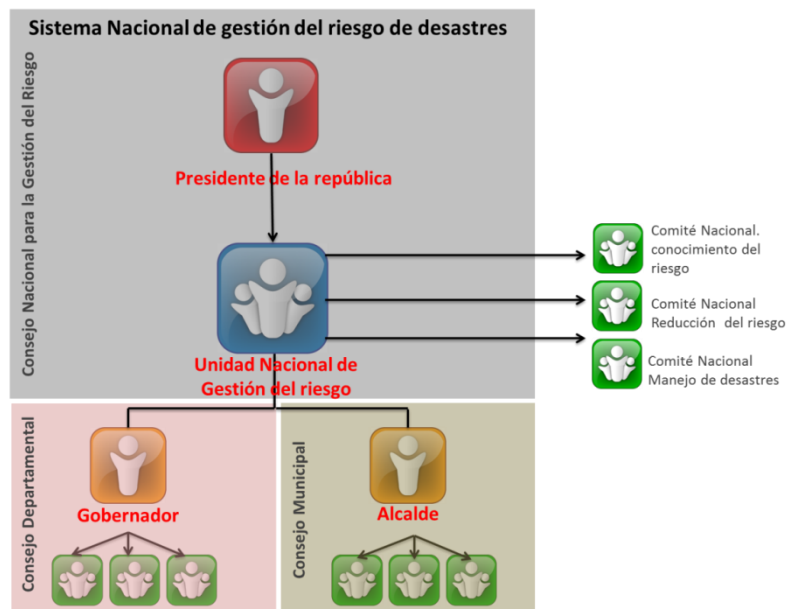 Sistema Nacional de gestión del riesgo de desastres
Consejo Nacional para la Gestión del Riesgo
Presidente de la república
Unidad Nacional de
Gestión del riesgo
Comité Nacional.
conocimiento del
riesgo
Comité Nacional
Reducción del riesgo
Comité Nacional
Manejo de desastres
Consejo Departamental
Gobernador
Consejo Municipal
Alcalde